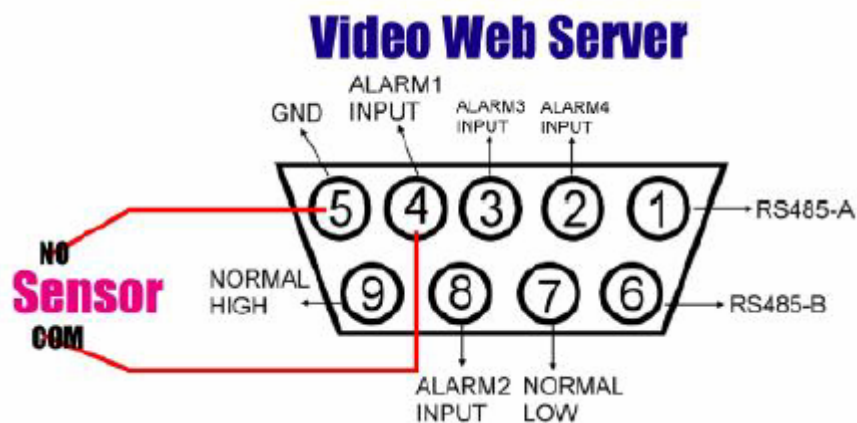 Video Web Server
ALARM1
INPUT
GND
ALARM3
INPUT
ALARM4
INPUT
5
4
3
2
1
RS485-A
NO
Sensor
COM
NORMAL
HIGH
9
8
7
6
RS485-B
ALARM2
INPUT
NORMAL
LOW